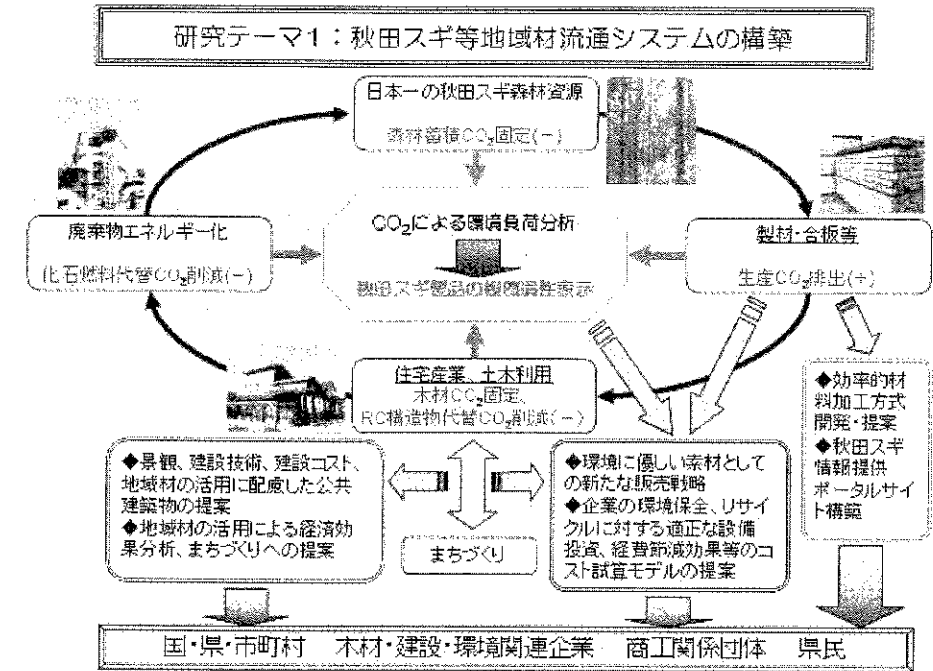 研究テーマ1:秋田スギ等地域材流通システムの構築
日本一の秋田スギ森林資源
森林蓄積CO₂固定(−)
廃棄物エネルギー化
化石燃料代替CO₂削減(−)
CO₂による環境負荷分析
秋田スギ製品の環境優位性表示
製材・合板等
生産CO₂排出(+)
住宅産業、土木利用
木材CO₂固定、
RC構造物代替CO₂削減(−)
◆効率的材
料加工方式
開発・提案
◆秋田スギ
情報提供
ポータルサイ
ト構築
◆景観、建設技術、建設コスト、
地域材の活用に配慮した公共
建築物の提案
◆地域材の活用による経済効
果分析、まちづくりへの提案
まちづくり
◆環境に優しい素材として
の新たな販売戦略
◆企業の環境保全、リサイ
クルに対する適正な設備
投資、経費節減効果等のコ
スト試算モデルの提案
国・県・市町村 木材・建設・環境関連企業 商工関係団体 県民